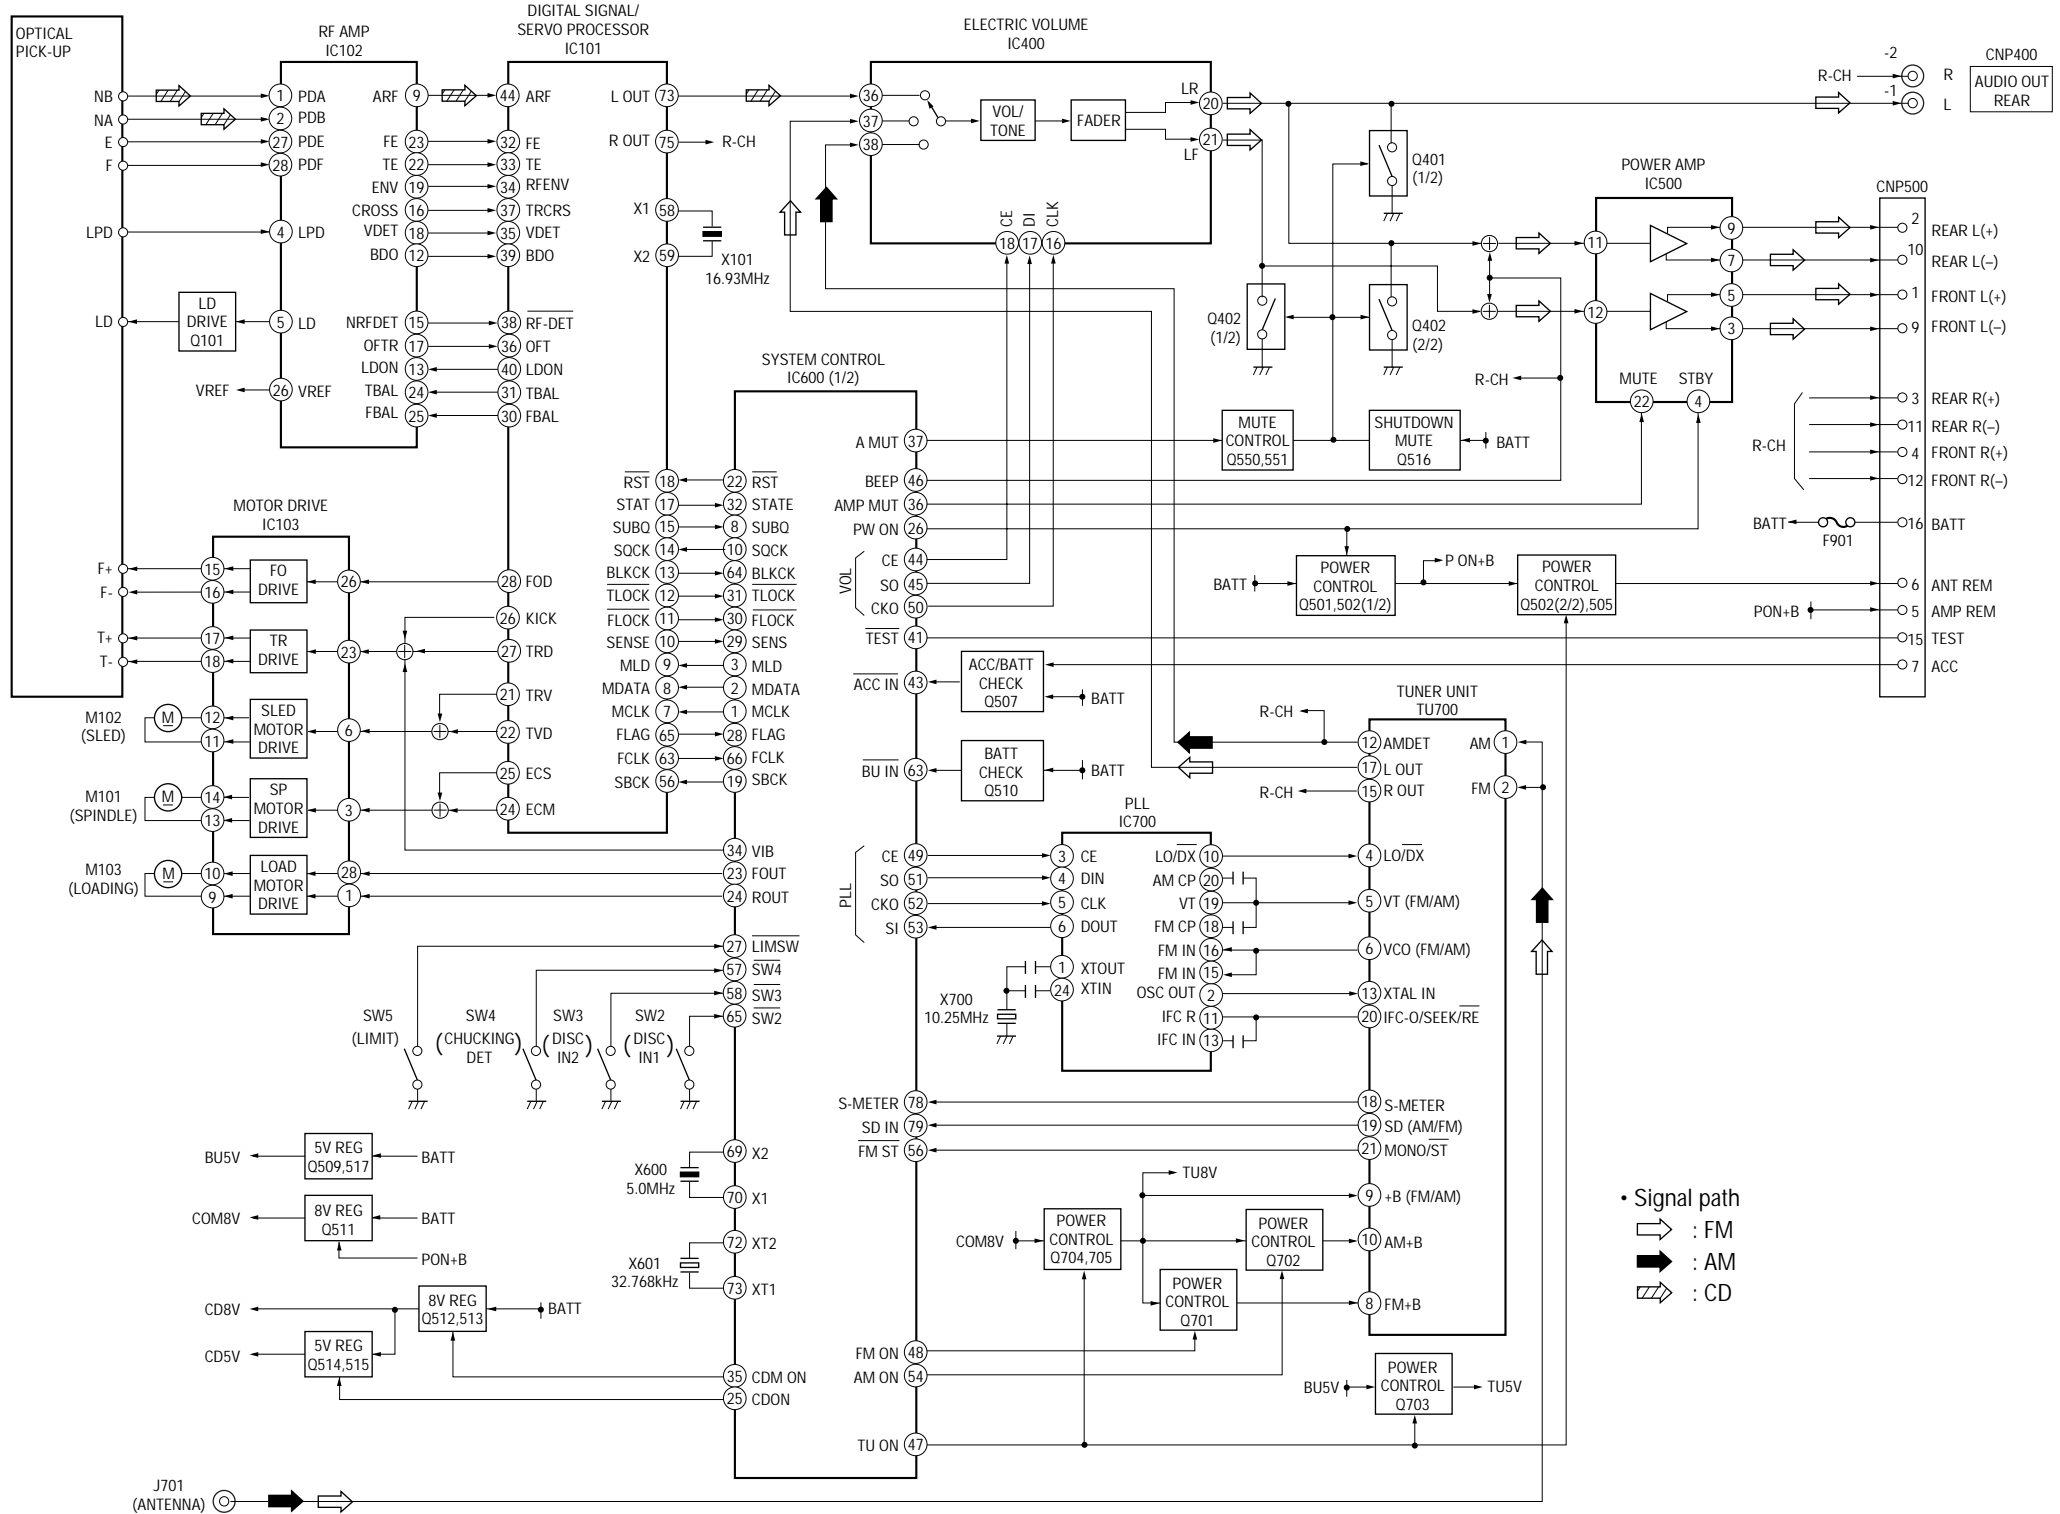 OPTICAL
PICK-UP
NB
NA
E
F
LPD
LD
F+
F-
T+
T-
RF AMP
IC102
1 PDA
2 PDB
27 PDE
28 PDF
4 LPD
5 LD
26 VREF
VREF
LD
DRIVE
Q101
ARF 9
FE 23
TE 22
ENV 19
CROSS 16
VDET 18
BDO 12
NRFDET 15
OFTR 17
LDON 13
TBAL 24
FBAL 25
DIGITAL SIGNAL/
SERVO PROCESSOR
IC101
44 ARF
32 FE
33 TE
34 RFENV
37 TRCRS
35 VDET
39 BDO
38 RF-DET
36 OFT
40 LDON
31 TBAL
30 FBAL
28 FOD
26 KICK
27 TRD
21 TRV
22 TVD
25 ECS
24 ECM
L OUT 73
R OUT 75
R-CH
X1 58
X2 59
X101
16.93MHz
RST 18
STAT 17
SUBQ 15
SQCK 14
BLKCK 13
TLOCK 12
FLOCK 11
SENSE 10
MLD 9
MDATA 8
MCLK 7
FLAG 65
FCLK 63
SBCK 56
MOTOR DRIVE
IC103
15
16
FO
DRIVE
26
17
18
TR
DRIVE
23
M102
(SLED)
M
12
11
SLED
MOTOR
DRIVE
6
M101
(SPINDLE)
M
14
13
SP
MOTOR
DRIVE
3
M103
(LOADING)
M
10
9
LOAD
MOTOR
DRIVE
28
1
SYSTEM CONTROL
IC600 (1/2)
22 RST
32 STATE
8 SUBQ
10 SQCK
64 BLKCK
31 TLOCK
30 FLOCK
29 SENS
3 MLD
2 MDATA
1 MCLK
28 FLAG
66 FCLK
19 SBCK
34 VIB
23 FOUT
24 ROUT
27 LIMSW
57 SW4
58 SW3
65 SW2
69 X2
70 X1
72 XT2
73 XT1
35 CDM ON
25 CDON
SW5
(LIMIT)
SW4
(CHUCKING
DET)
SW3
(DISC
IN2)
SW2
(DISC
IN1)
X600
5.0MHz
X601
32.768kHz
BU5V
5V REG
Q509,517
BATT
COM8V
8V REG
Q511
BATT
PON+B
CD8V
8V REG
Q512,513
BATT
CD5V
5V REG
Q514,515
J701
(ANTENNA)
A MUT 37
BEEP 46
AMP MUT 36
PW ON 26
VOL
CE 44
SO 45
CKO 50
TEST 41
ACC IN 43
BU IN 63
PLL
CE 49
SO 51
CKO 52
SI 53
S-METER 78
SD IN 79
FM ST 56
FM ON 48
AM ON 54
TU ON 47
ELECTRIC VOLUME
IC400
36
37
38
VOL/
TONE
FADER
LR
20
21
LF
CE
DI
CLK
18 17 16
Q401
(1/2)
Q402
(1/2)
Q402
(2/2)
MUTE
CONTROL
Q550,551
SHUTDOWN
MUTE
Q516
BATT
R-CH
POWER AMP
IC500
11
12
9
7
5
3
MUTE
22
STBY
4
R-CH
-2
-1
R
L
CNP400
AUDIO OUT
REAR
CNP500
2 REAR L(+)
10 REAR L(–)
1 FRONT L(+)
9 FRONT L(–)
R-CH
3 REAR R(+)
11 REAR R(–)
4 FRONT R(+)
12 FRONT R(–)
BATT
F901
16 BATT
6 ANT REM
PON+B
5 AMP REM
15 TEST
7 ACC
BATT
POWER
CONTROL
Q501,502(1/2)
P ON+B
POWER
CONTROL
Q502(2/2),505
ACC/BATT
CHECK
Q507
BATT
BATT
CHECK
Q510
BATT
PLL
IC700
3 CE
4 DIN
5 CLK
6 DOUT
1 XTOUT
24 XTIN
X700
10.25MHz
LO/DX 10
AM CP 20
VT 19
FM CP 18
FM IN 16
FM IN 15
OSC OUT 2
IFC R 11
IFC IN 13
TUNER UNIT
TU700
R-CH
12 AMDET
17 L OUT
R-CH
15 R OUT
AM 1
FM 2
4 LO/DX
5 VT (FM/AM)
6 VCO (FM/AM)
13 XTAL IN
20 IFC-O/SEEK/RE
18 S-METER
19 SD (AM/FM)
21 MONO/ST
9 +B (FM/AM)
10 AM+B
8 FM+B
TU8V
COM8V
POWER
CONTROL
Q704,705
POWER
CONTROL
Q702
POWER
CONTROL
Q701
BU5V
POWER
CONTROL
Q703
TU5V
• Signal path
: FM
: AM
: CD